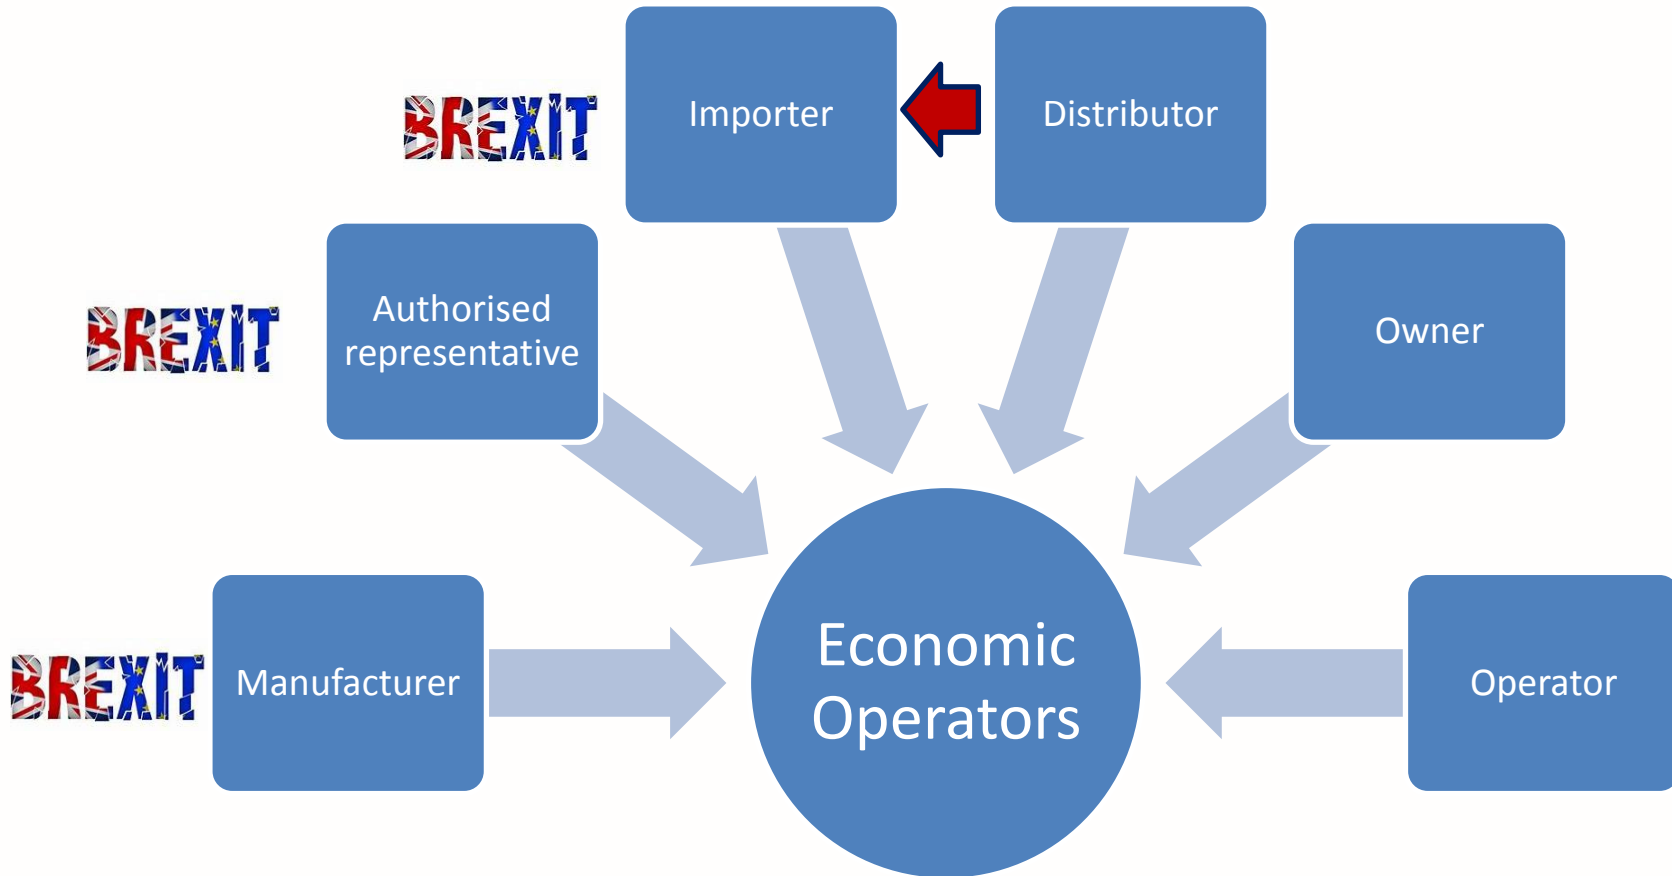 BREXIT
Importer
Distributor
BREXIT
Authorised
representative
Owner
BREXIT
Manufacturer
Economic
Operators
Operator